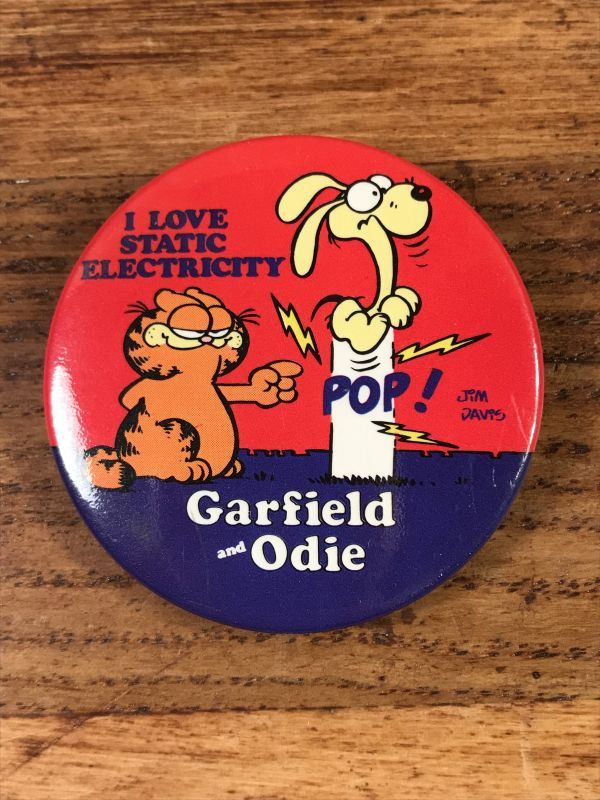 I LOVE
STATIC
ELECTRICITY
POP!
JIM
DAVIS
Garfield
and Odie